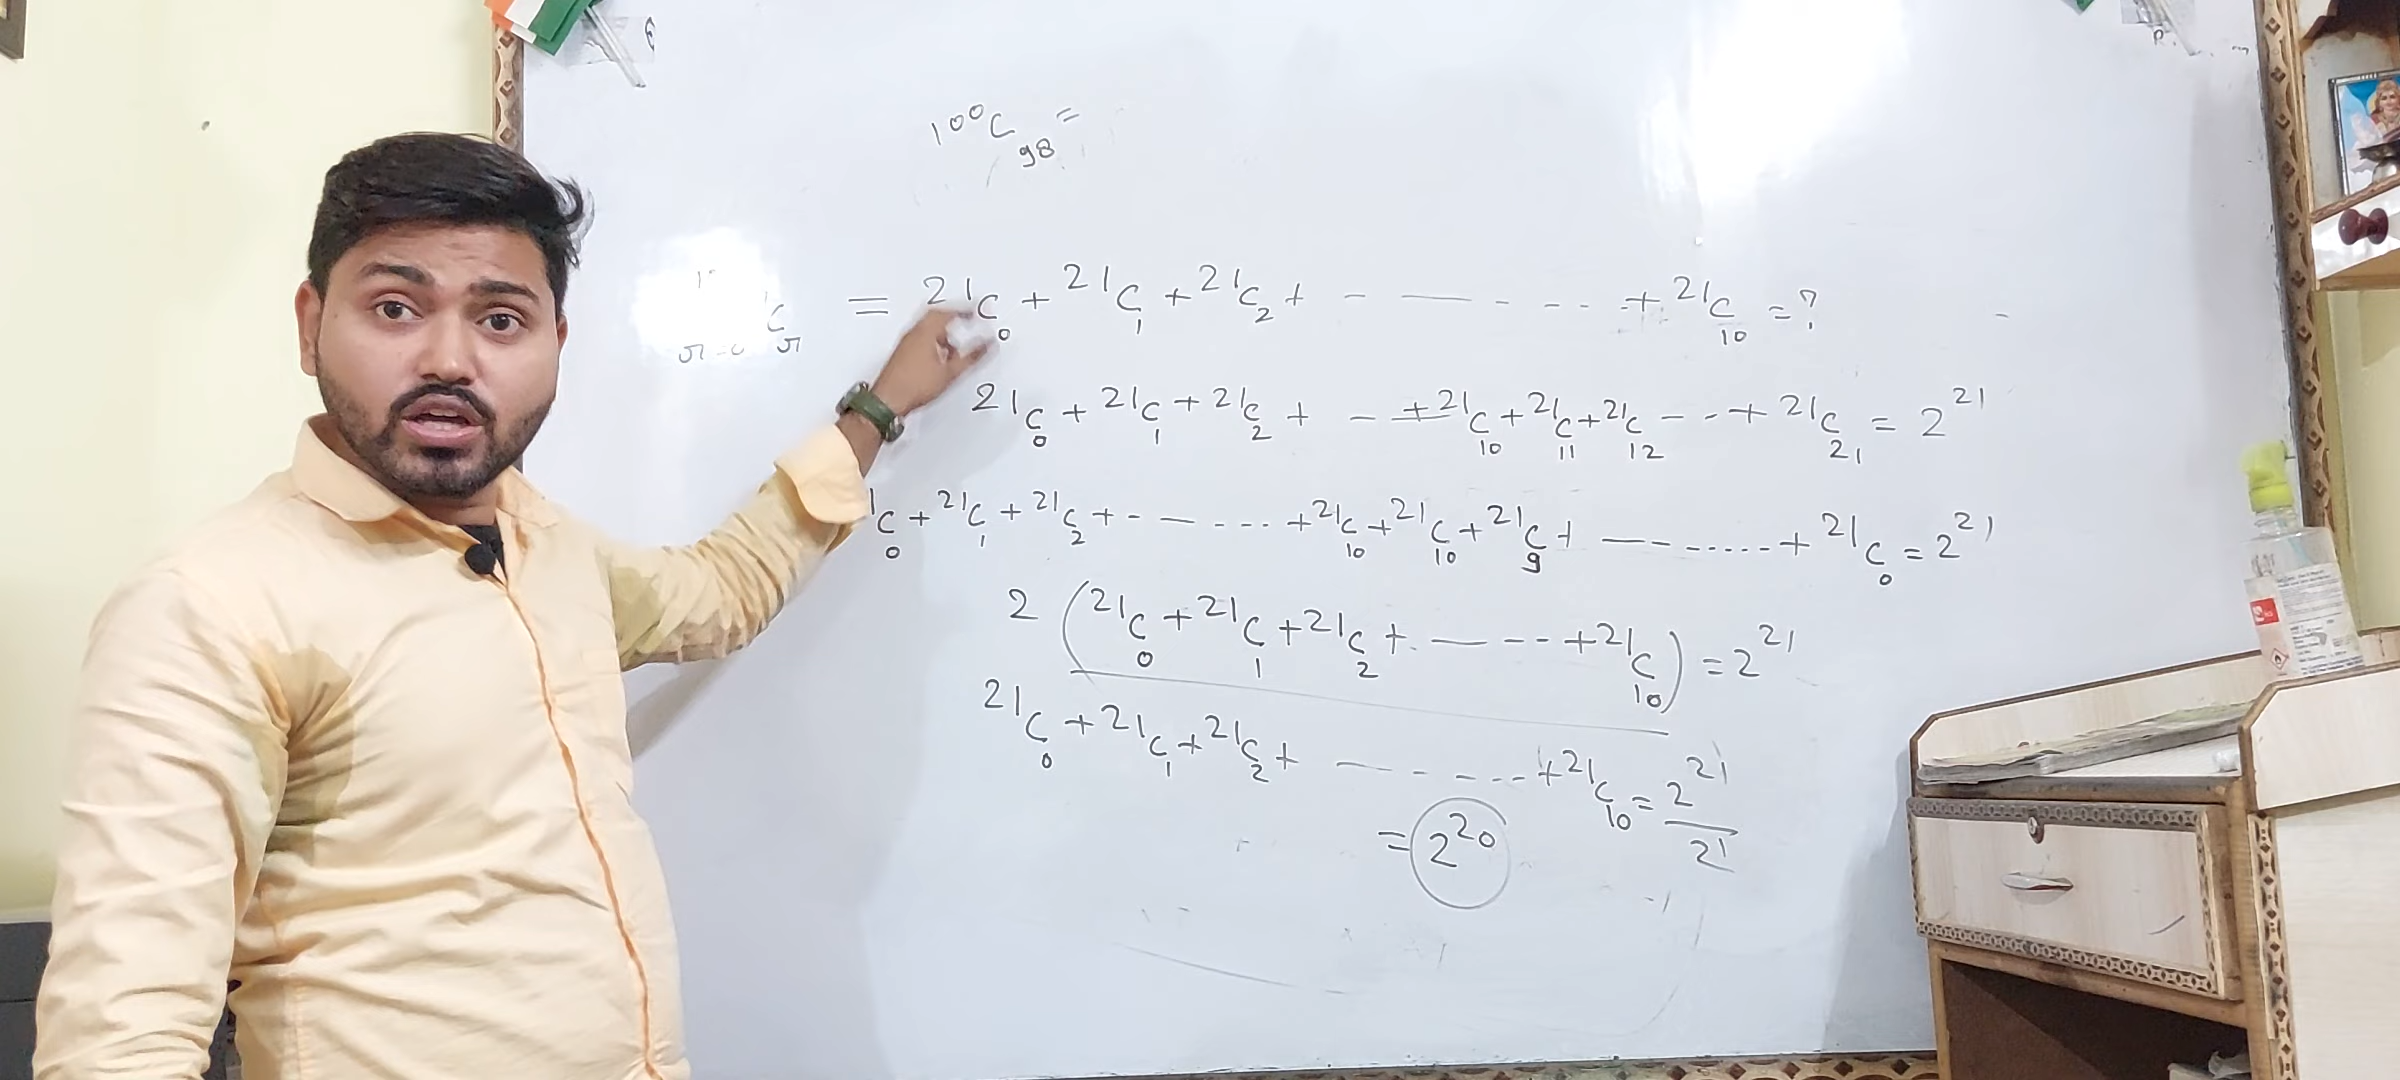 ¹⁰⁰C₉₈ =
= ²¹C₀ + ²¹C₁ + ²¹C₂ + - — - - - - + ²¹C₁₀ = ?
²¹C₀ + ²¹C₁ + ²¹C₂ + - — + ²¹C₁₀ + ²¹C₁₁ + ²¹C₁₂ - - - + ²¹C₂₁ = 2²¹
¹C₀ + ²¹C₁ + ²¹C₂ + - — - - - - + ²¹C₁₀ + ²¹C₁₀ + ²¹C₉ + — - - ..... + ²¹C₀ = 2²¹
2 (²¹C₀ + ²¹C₁ + ²¹C₂ + - — - - - + ²¹C₁₀) = 2²¹
²¹C₀ + ²¹C₁ + ²¹C₂ + — - - - ... + ²¹C₁₀ = 2²¹/2¹
= 2²⁰